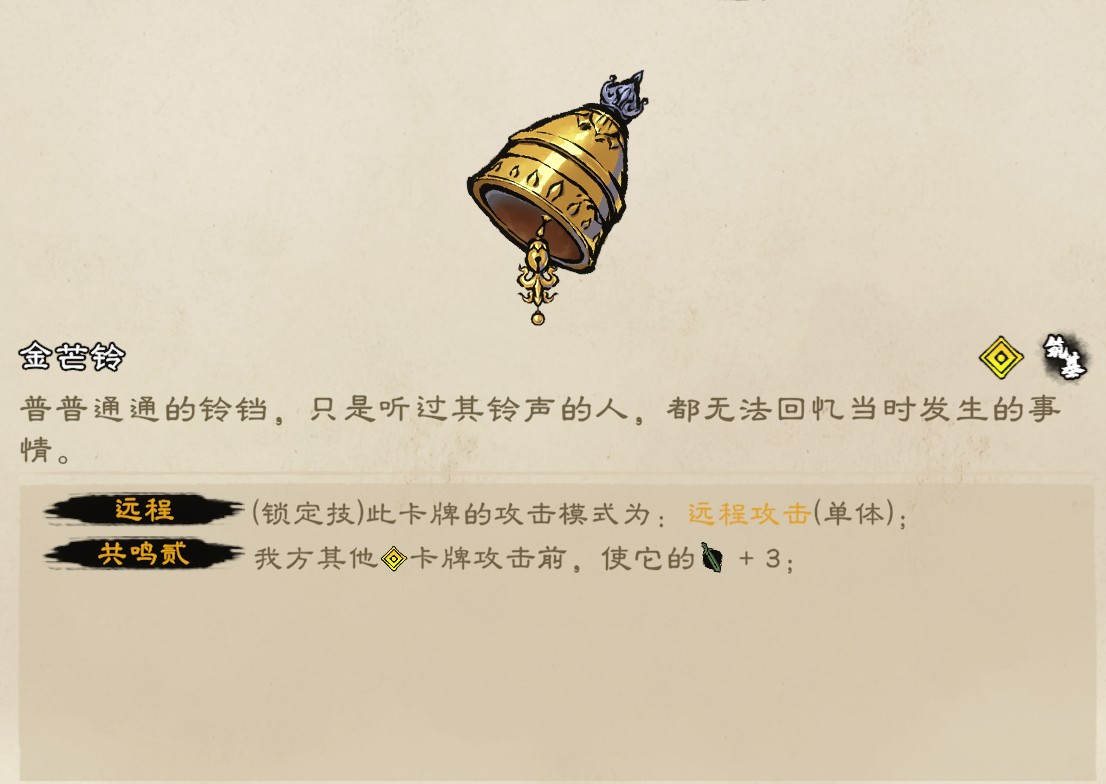 金芒铃
筑基
普普通通的铃铛，只是听过其铃声的人，都无法回忆当时发生的事
情。
远程 (锁定技)此卡牌的攻击模式为：远程攻击(单体)；
共鸣贰 我方其他卡牌攻击前，使它的 + 3；